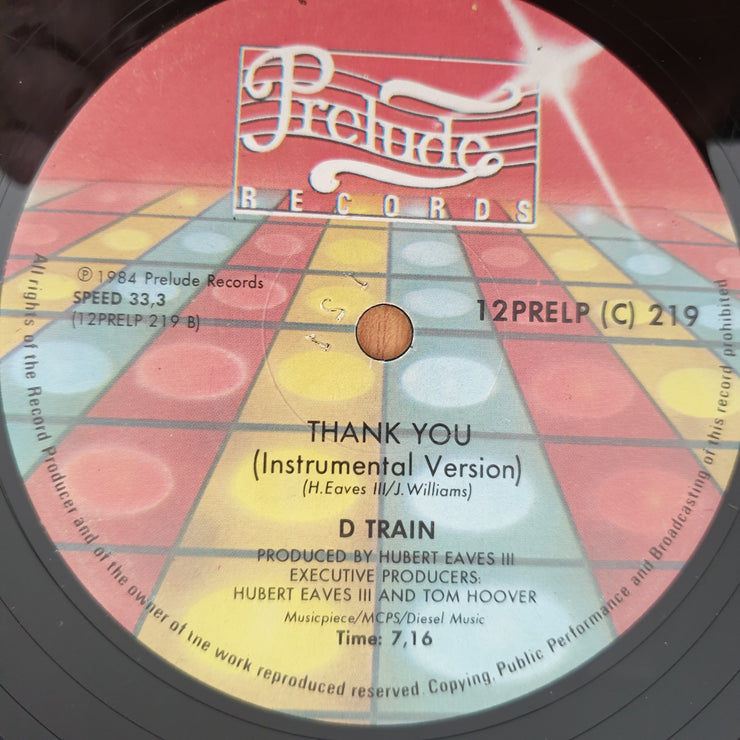 Prelude
RECORDS
℗ 1984 Prelude Records
SPEED 33,3
(12PRELP 219 B)
12PRELP (C) 219
THANK YOU
(Instrumental Version)
(H.Eaves III/J.Williams)
D TRAIN
PRODUCED BY HUBERT EAVES III
EXECUTIVE PRODUCERS:
HUBERT EAVES III AND TOM HOOVER
Musicpiece/MCPS/Diesel Music
Time: 7,16
All rights of the Record Producer and of the owner of the work reproduced reserved. Copying, Public Performance and Broadcasting of this record prohibited